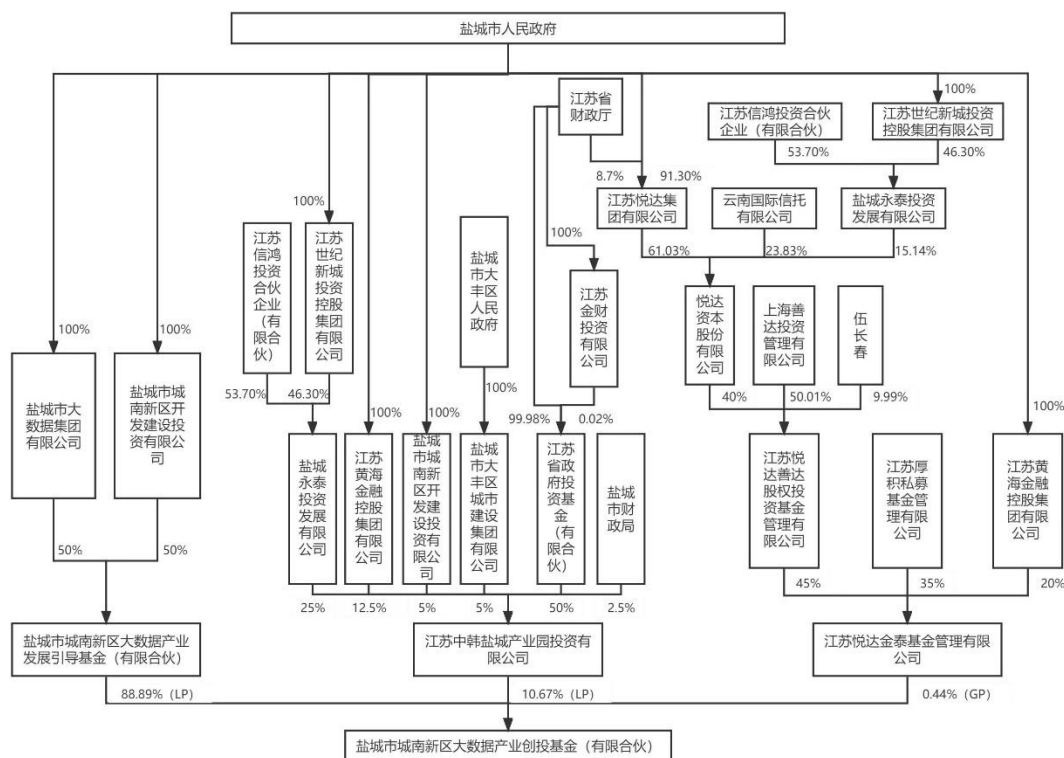 盐城市人民政府
江苏省
财政厅
100%
江苏信鸿投资合伙
企业（有限合伙）
江苏世纪新城投资
控股集团有限公司
53.70%
46.30%
8.7%
91.30%
江苏悦达集
团有限公司
云南国际信托
有限公司
盐城永泰投资
发展有限公司
100%
100%
61.03%
23.83%
15.14%
江苏
信鸿
投资
合伙
企业
（有
限合
伙）
江苏
世纪
新城
投资
控股
集团
有限
公司
盐城
市大
丰区
人民
政府
江苏
金财
投资
有限
公司
悦达
资本
股份
有限
公司
上海善
达投资
管理有
限公司
伍
长
春
100%
100%
盐城市大
数据集团
有限公司
盐城市城
南新区开
发建设投
资有限公
司
53.70%
46.30%
100%
100%
100%
99.98%
0.02%
40%
50.01%
9.99%
100%
盐城
永泰
投资
发展
有限
公司
江苏
黄海
金融
控股
集团
有限
公司
盐城
市城
南新
区开
发建
设投
资有
限公
司
盐城
市大
丰区
城市
建设
集团
有限
公司
江苏
省政
府投
资基
金（
有限
合
伙）
盐城
市财
政局
江苏悦
达善达
股权投
资基金
管理有
限公司
江苏厚
积私募
基金管
理有限
公司
江苏黄
海金融
控股集
团有限
公司
50%
50%
25%
12.5%
5%
5%
50%
2.5%
45%
35%
20%
盐城市城南新区大数据产业
发展引导基金（有限合伙）
江苏中韩盐城产业园投资有
限公司
江苏悦达金泰基金管理有限
公司
88.89%（LP）
10.67%（LP）
0.44%（GP）
盐城市城南新区大数据产业创投基金（有限合伙）